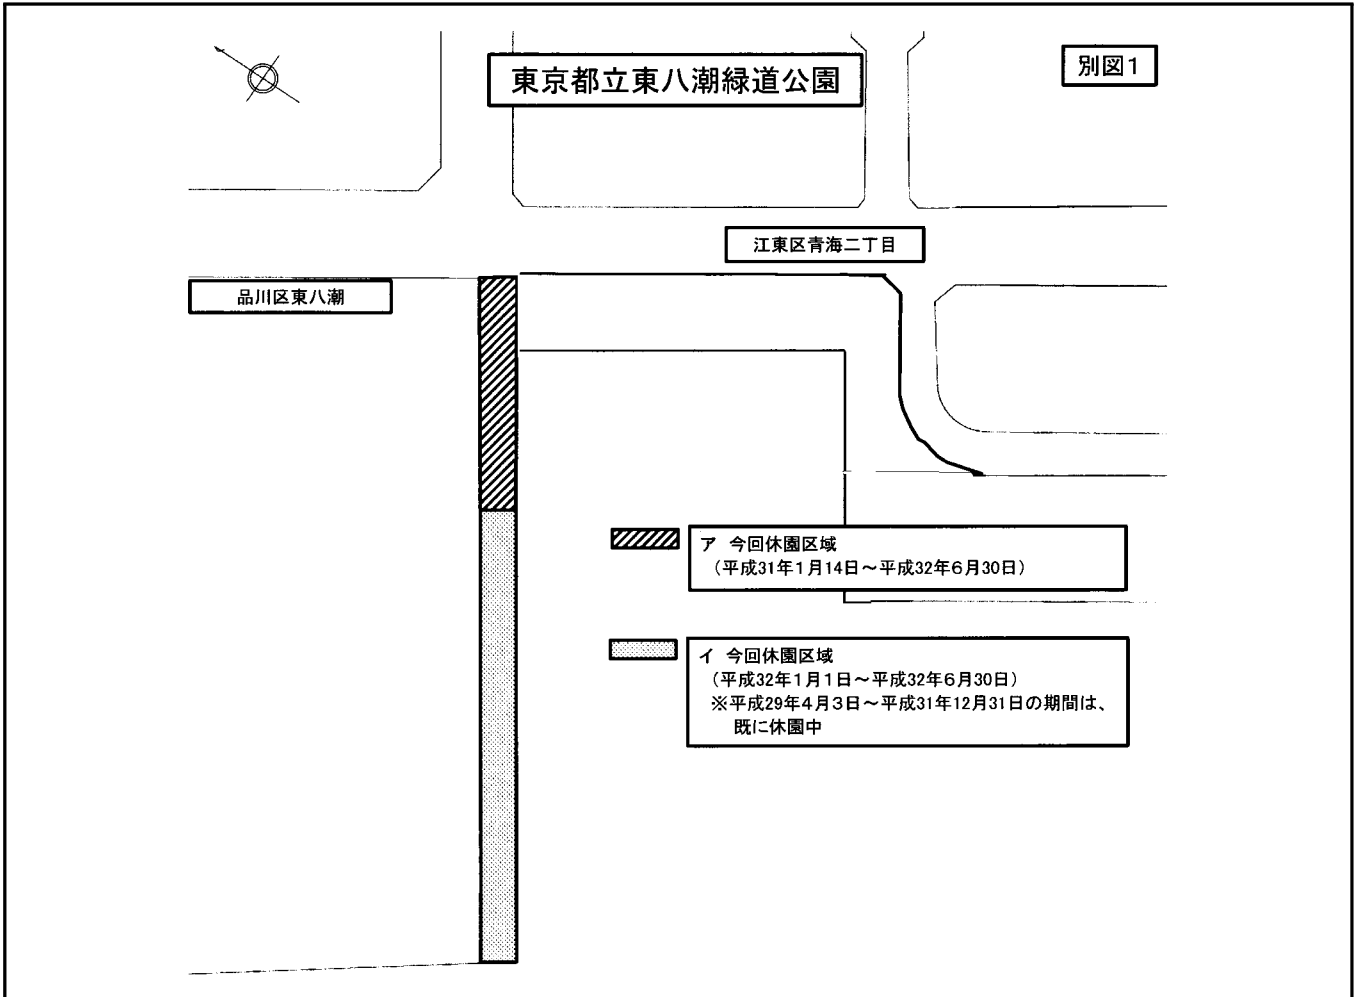 東京都立東八潮緑道公園
別図1
江東区青海二丁目
品川区東八潮
ア 今回休園区域
（平成31年1月14日～平成32年6月30日）
イ 今回休園区域
（平成32年1月1日～平成32年6月30日）
※平成29年4月3日～平成31年12月31日の期間は、
既に休園中